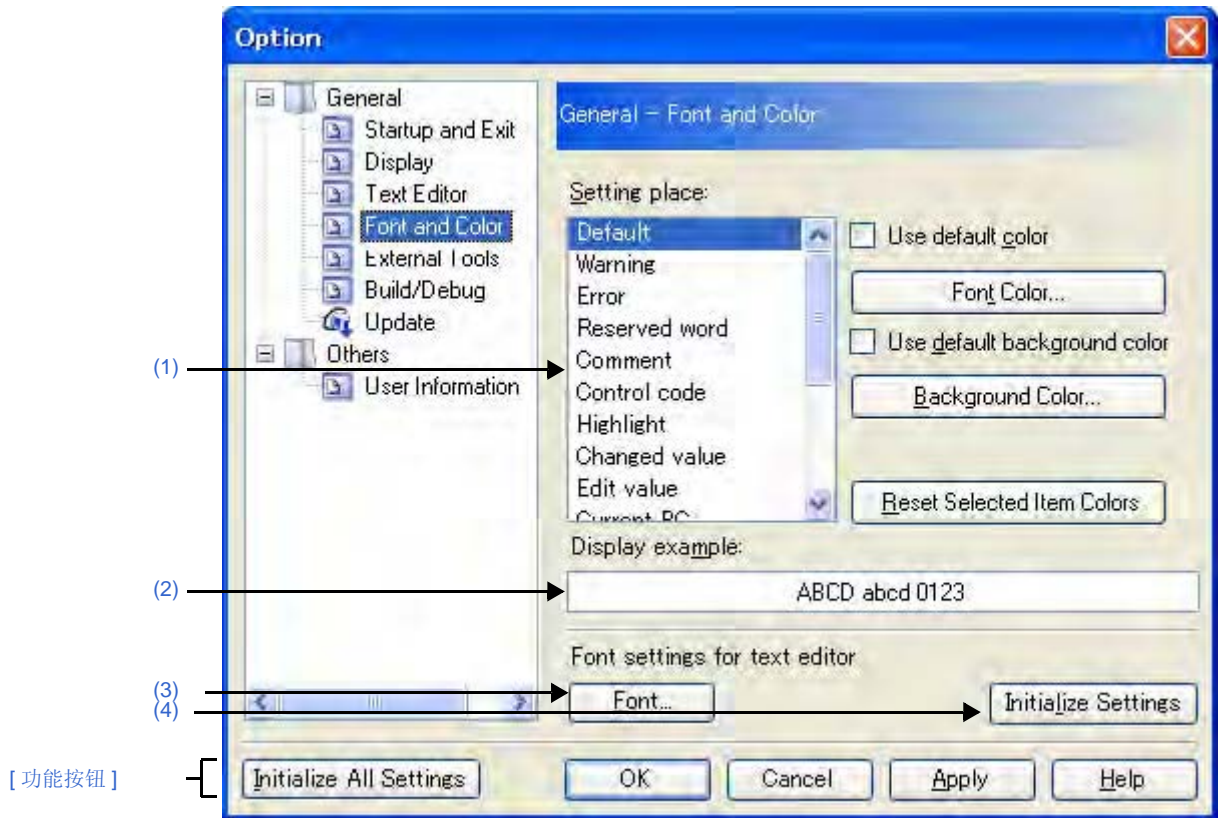 Option
General
Startup and Exit
Display
Text Editor
Font and Color
External Tools
Build/Debug
Update
Others
User Information
General - Font and Color
Setting place:
Default
Warning
Error
Reserved word
Comment
Control code
Highlight
Changed value
Edit value
Current PC
Use default color
Font Color...
Use default background color
Background Color...
Reset Selected Item Colors
Display example:
ABCD abcd 0123
Font settings for text editor
Font...
Initialize Settings
Initialize All Settings
OK
Cancel
Apply
Help
(1)
(2)
(3)
(4)
[ 功能按钮 ]